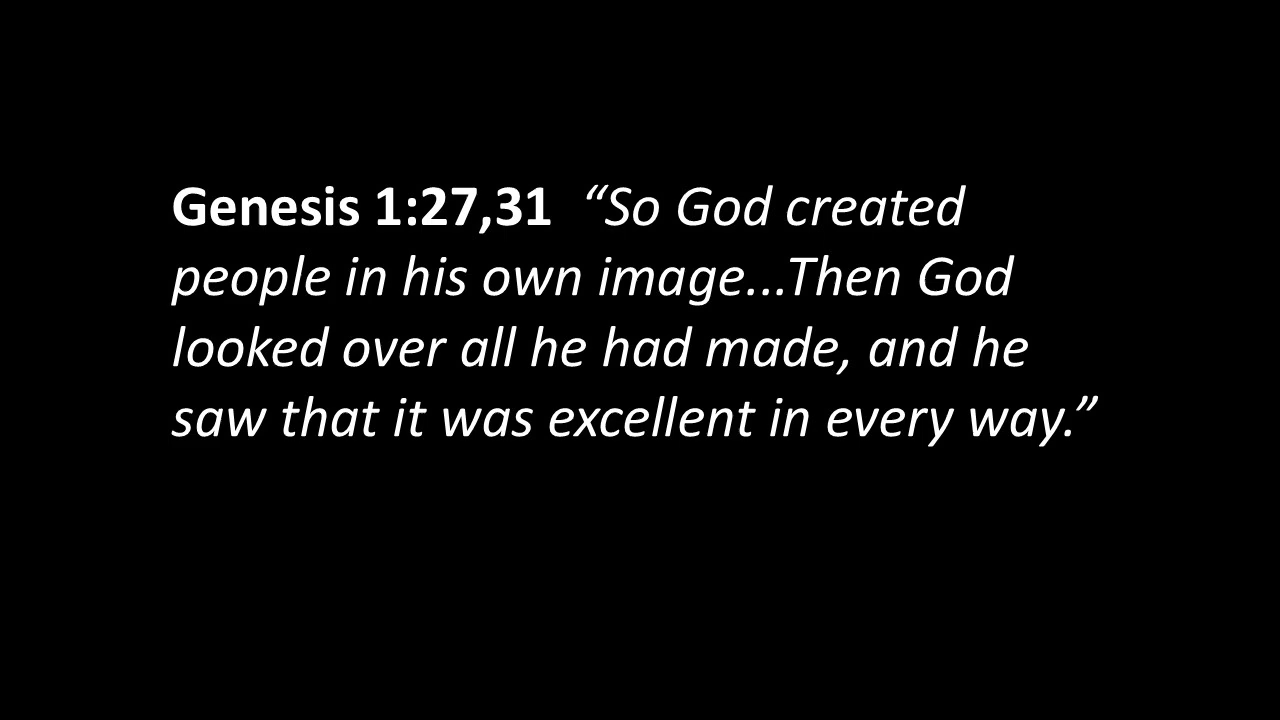 Genesis 1:27,31  “So God created
people in his own image...Then God
looked over all he had made, and he
saw that it was excellent in every way.”